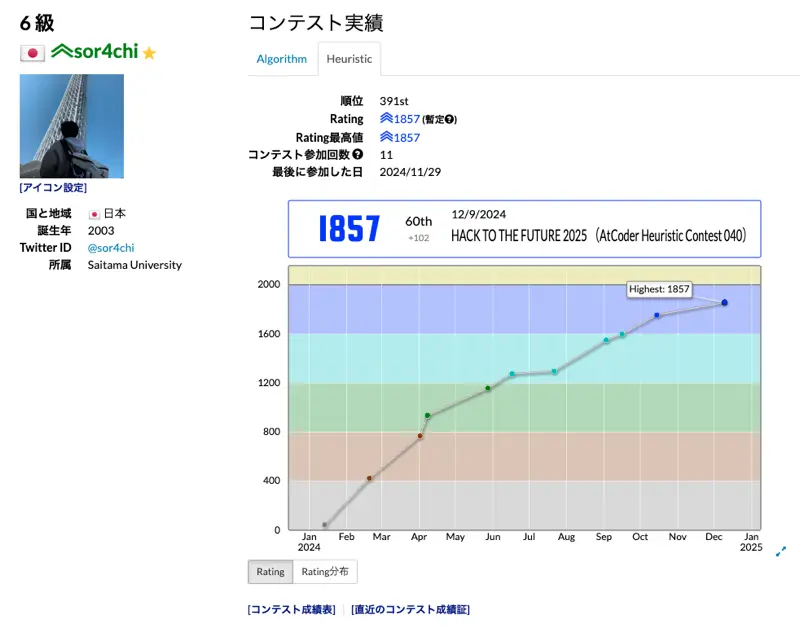 6 級
sor4chi
[アイコン設定]
国と地域 日本
誕生年 2003
Twitter ID @sor4chi
所属 Saitama University
コンテスト実績
Algorithm Heuristic
順位 391st
Rating 1857 (暫定?)
Rating最高値 1857
コンテスト参加回数 ? 11
最後に参加した日 2024/11/29
1857 60th +102 12/9/2024
HACK TO THE FUTURE 2025（AtCoder Heuristic Contest 040）
Highest: 1857
2000
1600
1200
800
400
0
Jan Feb Mar Apr May Jun Jul Aug Sep Oct Nov Dec Jan
2024 2025
Rating Rating分布
[コンテスト成績表] [直近のコンテスト成績証]